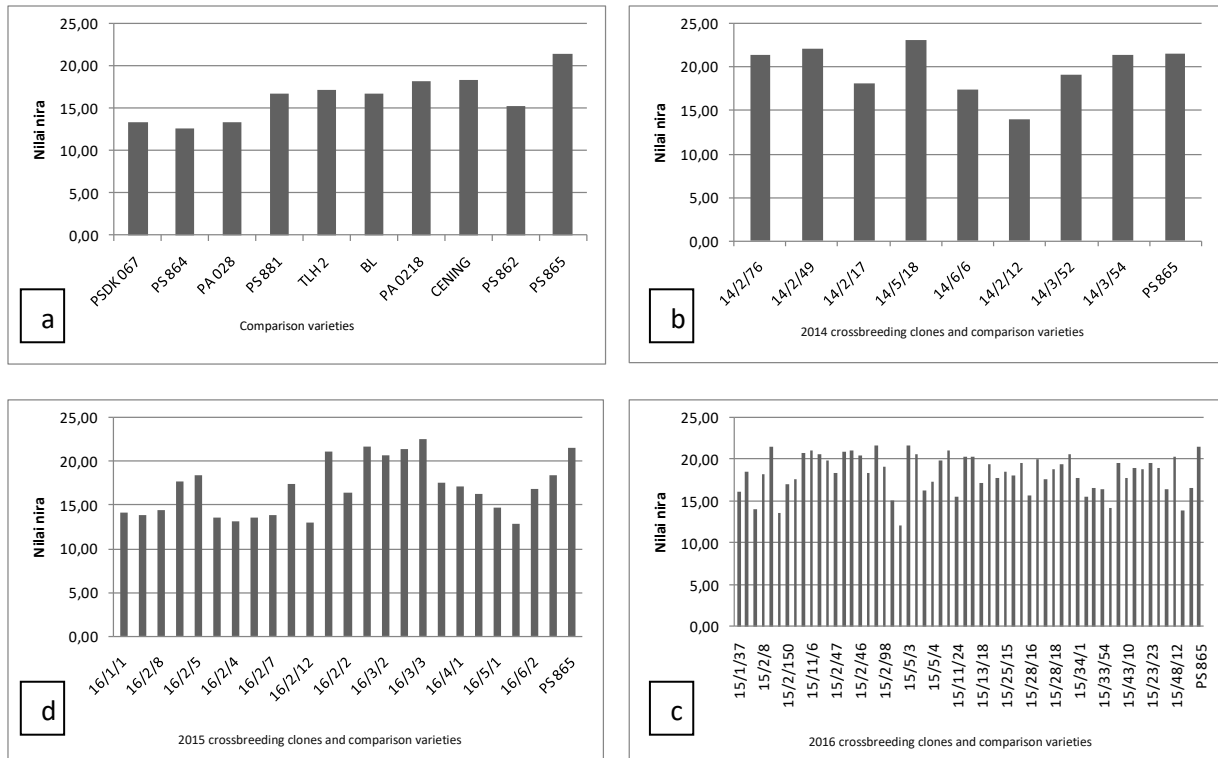 25,00
20,00
15,00
10,00
5,00
0,00
Nilai nira
PSDK 067
PS 864
PA 028
PS 881
TLH 2
BL
PA 0218
CENING
PS 862
PS 865
a
Comparison varieties
25,00
20,00
15,00
10,00
5,00
0,00
Nilai nira
14/2/76
14/2/49
14/2/17
14/5/18
14/6/6
14/2/12
14/3/52
14/3/54
PS 865
b
2014 crossbreeding clones and comparison varieties
25,00
20,00
15,00
10,00
5,00
0,00
Nilai nira
16/1/1
16/2/8
16/2/5
16/2/4
16/2/7
16/2/12
16/2/2
16/3/2
16/3/3
16/4/1
16/5/1
16/6/2
PS 865
d
2015 crossbreeding clones and comparison varieties
25,00
20,00
15,00
10,00
5,00
0,00
Nilai nira
15/1/37
15/2/8
15/2/150
15/11/6
15/2/47
15/2/46
15/2/98
15/5/3
15/5/4
15/11/24
15/13/18
15/25/15
15/28/16
15/28/18
15/34/1
15/33/54
15/43/10
15/23/23
15/48/12
PS 865
c
2016 crossbreeding clones and comparison varieties